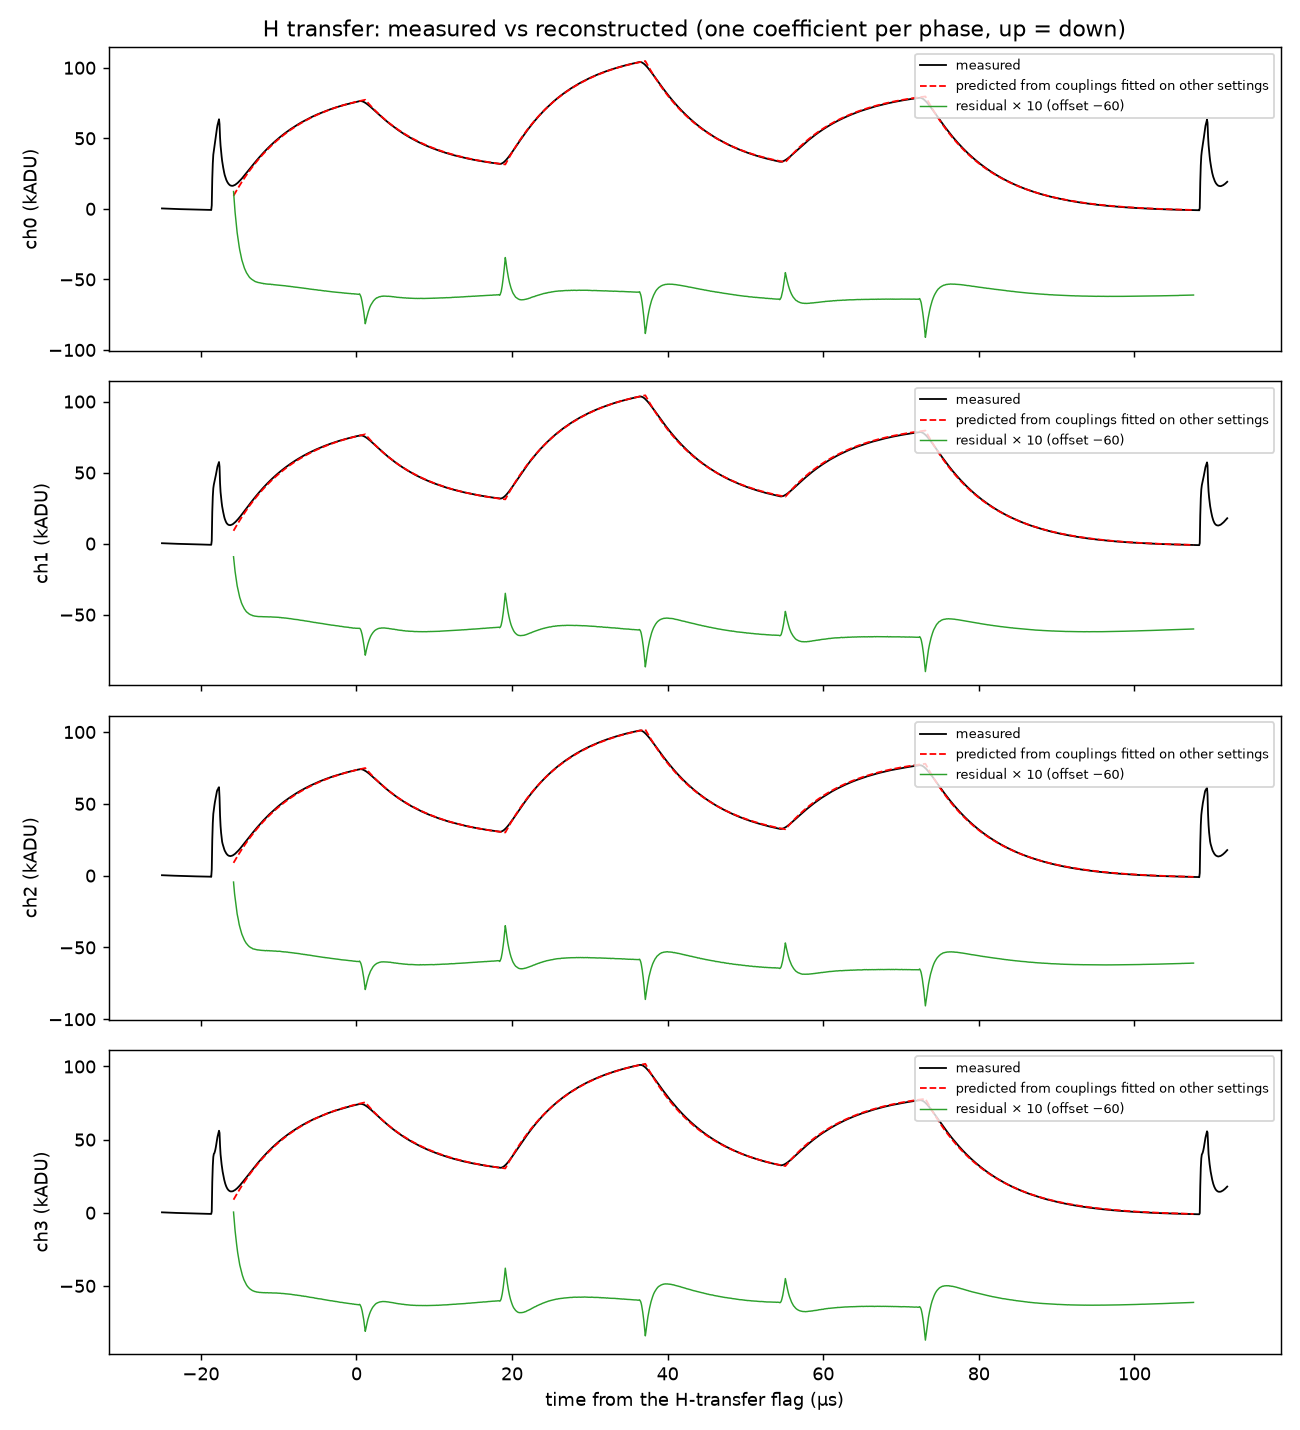 H transfer: measured vs reconstructed (one coefficient per phase, up = down)
measured
predicted from couplings fitted on other settings
residual × 10 (offset −60)
100
50
0
−50
−100
ch0 (kADU)
measured
predicted from couplings fitted on other settings
residual × 10 (offset −60)
100
50
0
−50
ch1 (kADU)
measured
predicted from couplings fitted on other settings
residual × 10 (offset −60)
100
50
0
−50
−100
ch2 (kADU)
measured
predicted from couplings fitted on other settings
residual × 10 (offset −60)
100
50
0
−50
ch3 (kADU)
−20 0 20 40 60 80 100
time from the H-transfer flag (μs)